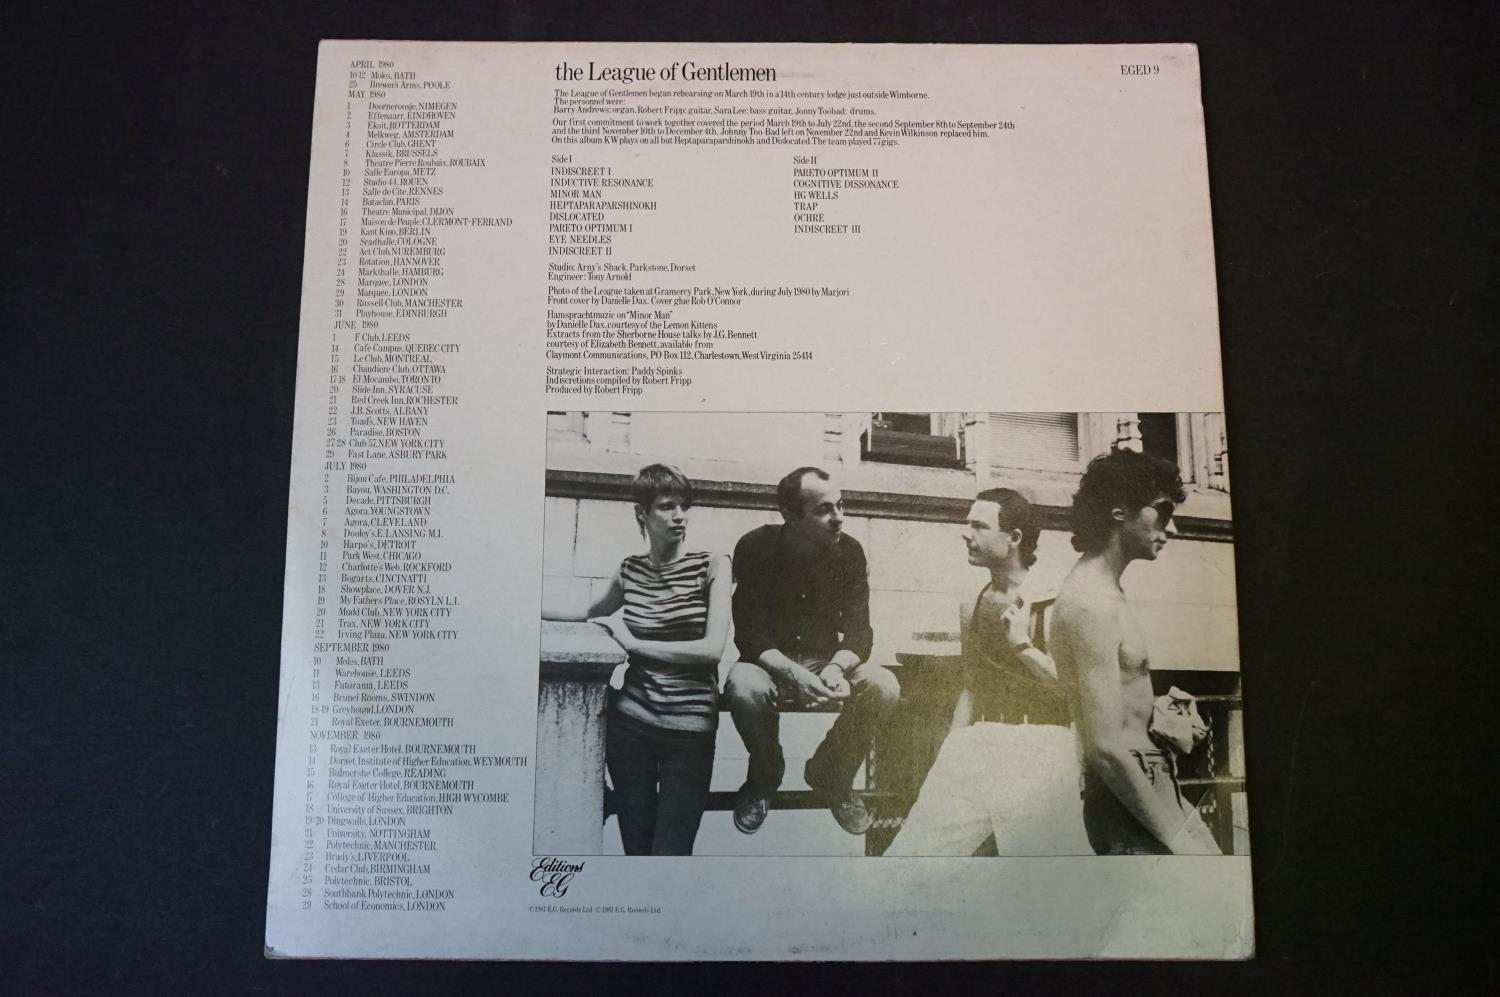 APRIL 1980
10-12 Moles, BATH
25 Brewer's Arms, POOLE
MAY 1980
1 Doornroosje, NIMEGEN
2 Effenaarr, EINDHOVEN
3 Eksit, ROTTERDAM
4 Melkweg, AMSTERDAM
6 Circle Club, GHENT
7 Klassik, BRUSSELS
8 Theatre Pierre Roubaix, ROUBAIX
10 Salle Europa, METZ
12 Studio 44, ROUEN
13 Salle de Cite, RENNES
14 Bataclan, PARIS
16 Theatre Municipal, DIJON
17 Maison de Peuple, CLERMONT-FERRAND
19 Kant Kino, BERLIN
20 Stadhalle, COLOGNE
22 Act Club, NUREMBURG
23 Rotation, HANNOVER
24 Markthalle, HAMBURG
28 Marquee, LONDON
29 Marquee, LONDON
30 Russell Club, MANCHESTER
31 Playhouse, EDINBURGH
JUNE 1980
1 F Club, LEEDS
14 Cafe Campus, QUEBEC CITY
15 Le Club, MONTREAL
16 Chaudiere Club, OTTAWA
17-18 El Mocambo, TORONTO
20 Slide Inn, SYRACUSE
21 Red Creek Inn, ROCHESTER
22 J.B. Scotts, ALBANY
23 Toad's, NEW HAVEN
26 Paradise, BOSTON
27-28 Club 57, NEW YORK CITY
29 Fast Lane, ASBURY PARK
JULY 1980
2 Bijou Cafe, PHILADELPHIA
3 Bayou, WASHINGTON D.C.
5 Decade, PITTSBURGH
6 Agora, YOUNGSTOWN
7 Agora, CLEVELAND
8 Dooley's, E. LANSING M.I.
10 Harpo's, DETROIT
11 Park West, CHICAGO
12 Charlotte's Web, ROCKFORD
13 Bogarts, CINCINATTI
18 Showplace, DOVER N.J.
19 My Fathers Place, ROSYLN L.I.
20 Mudd Club, NEW YORK CITY
21 Trax, NEW YORK CITY
22 Irving Plaza, NEW YORK CITY
SEPTEMBER 1980
10 Moles, BATH
11 Warehouse, LEEDS
13 Futurama, LEEDS
16 Brunel Rooms, SWINDON
18-19 Greyhound, LONDON
21 Royal Exeter, BOURNEMOUTH
NOVEMBER 1980
13 Royal Exeter Hotel, BOURNEMOUTH
14 Dorset Institute of Higher Education, WEYMOUTH
15 Bulmershe College, READING
16 Royal Exeter Hotel, BOURNEMOUTH
17 College of Higher Education, HIGH WYCOMBE
18 University of Sussex, BRIGHTON
19-20 Dingwalls, LONDON
21 University, NOTTINGHAM
22 Polytechnic, MANCHESTER
23 Brady's, LIVERPOOL
24 Cedar Club, BIRMINGHAM
25 Polytechnic, BRISTOL
28 Southbank Polytechnic, LONDON
29 School of Economics, LONDON
the League of Gentlemen
EGED 9
The League of Gentlemen began rehearsing on March 19th in a 14th century lodge just outside Wimborne.
The personnel were:
Barry Andrews: organ, Robert Fripp: guitar, Sara Lee: bass guitar, Jonny Toobad: drums.
Our first commitment to work together covered the period March 19th to July 22nd, the second September 8th to September 24th
and the third November 10th to December 4th. Johnny Too-Bad left on November 22nd and Kevin Wilkinson replaced him.
On this album KW plays on all but Heptaparaparshinokh and Dislocated. The team played 77 gigs.
Side I
INDISCREET I
INDUCTIVE RESONANCE
MINOR MAN
HEPTAPARAPARSHINOKH
DISLOCATED
PARETO OPTIMUM I
EYE NEEDLES
INDISCREET II
Side II
PARETO OPTIMUM II
COGNITIVE DISSONANCE
HG WELLS
TRAP
OCHRE
INDISCREET III
Studio: Arny's Shack, Parkstone, Dorset
Engineer: Tony Arnold
Photo of the League taken at Gramercy Park, New York, during July 1980 by Marjori
Front cover by Danielle Dax. Cover glue Rob O'Connor
Hamsprachtmuzic on "Minor Man"
by Danielle Dax, courtesy of the Lemon Kittens
Extracts from the Sherborne House talks by J.G. Bennett
courtesy of Elizabeth Bennett, available from
Claymont Communications, PO Box 112, Charlestown, West Virginia 25414
Strategic Interaction: Paddy Spinks
Indiscretions compiled by Robert Fripp
Produced by Robert Fripp
Editions
EG
℗ 1981 E.G. Records Ltd © 1981 E.G. Records Ltd.